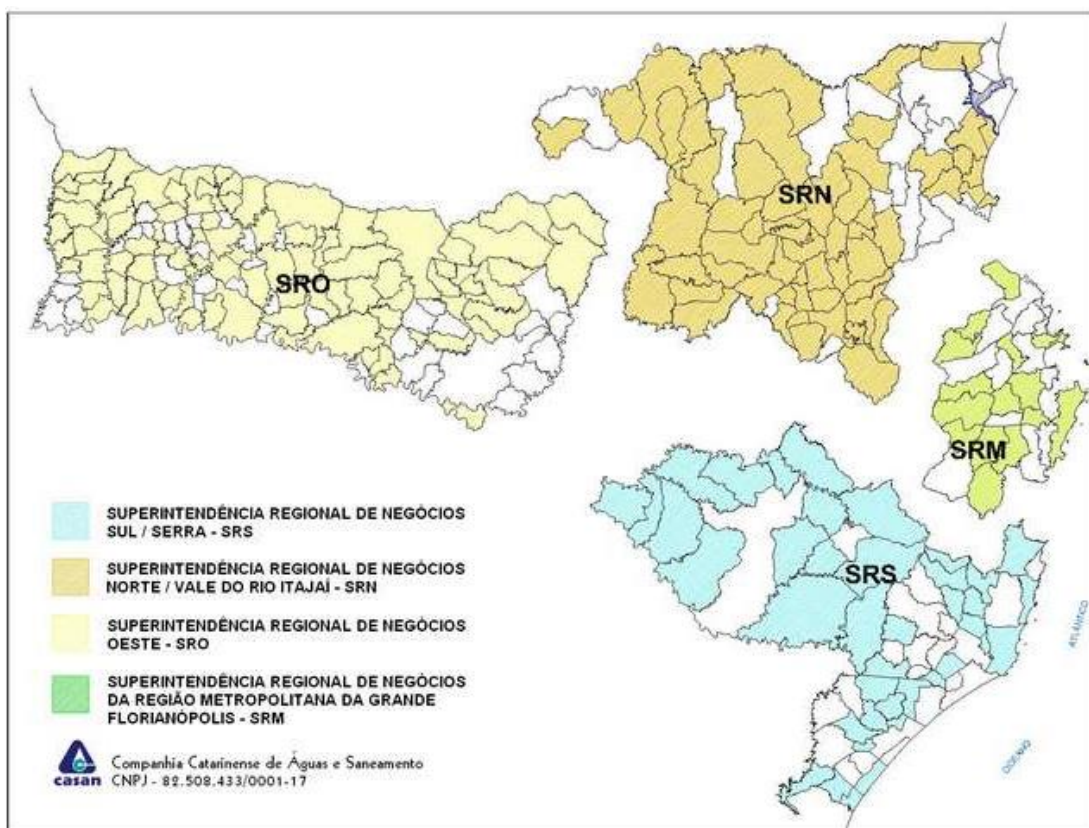 SRN
SRO
SRM
SRS
SUPERINTENDÊNCIA REGIONAL DE NEGÓCIOS
SUL / SERRA - SRS
SUPERINTENDÊNCIA REGIONAL DE NEGÓCIOS
NORTE / VALE DO RIO ITAJAÍ - SRN
SUPERINTENDÊNCIA REGIONAL DE NEGÓCIOS
OESTE - SRO
SUPERINTENDÊNCIA REGIONAL DE NEGÓCIOS
DA REGIÃO METROPOLITANA DA GRANDE
FLORIANÓPOLIS - SRM
casan
Companhia Catarinense de Águas e Saneamento
CNPJ - 82.508.433/0001-17
ATLÂNTICO
OCEANO